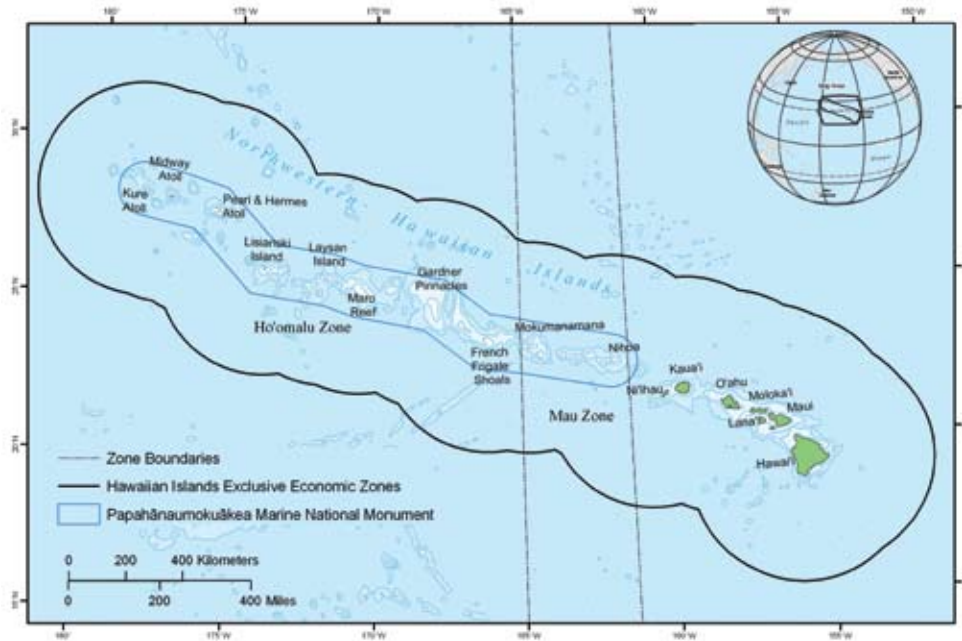 175°W
170°W
165°W
160°W
155°W
150°W
Northwestern Hawaiian Islands
Midway
Atoll
Kure
Atoll
Pearl & Hermes
Atoll
Lisianski
Island
Laysan
Island
Gardner
Pinnacles
Maro
Reef
Ho'omalu Zone
Mokumanamana
Nihoa
French
Fogate
Shoals
Mau Zone
Kaua'i
Ni'ihau
O'ahu
Moloka'i
Maui
Lana'i
Hawai'i
Zone Boundaries
Hawaiian Islands Exclusive Economic Zones
Papahānaumokuākea Marine National Monument
0 200 400 Kilometers
0 200 400 Miles
180°
175°W
170°W
165°W
160°W
155°W